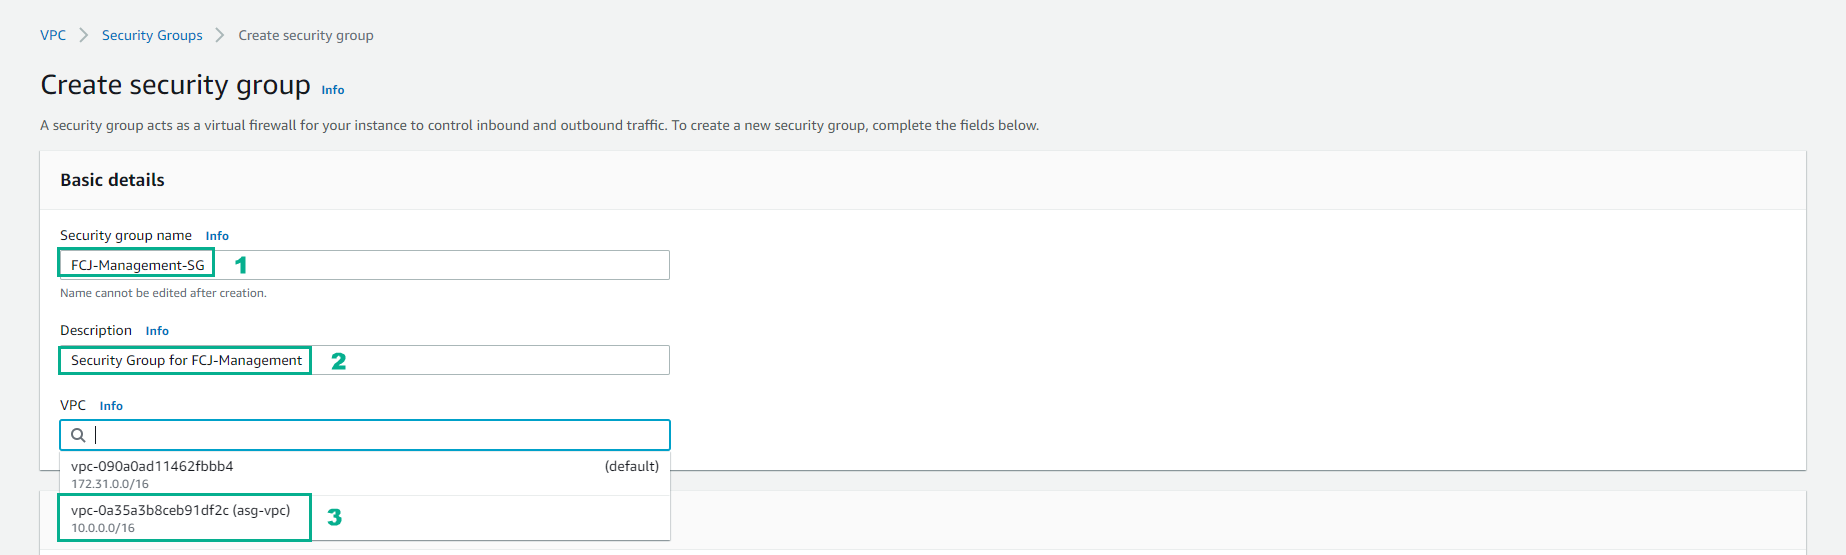 VPC > Security Groups > Create security group
Create security group Info
A security group acts as a virtual firewall for your instance to control inbound and outbound traffic. To create a new security group, complete the fields below.
Basic details
Security group name Info
FCJ-Management-SG 1
Name cannot be edited after creation.
Description Info
Security Group for FCJ-Management 2
VPC Info
vpc-090a0ad11462fbbb4 (default)
172.31.0.0/16
vpc-0a35a3b8ceb91df2c (asg-vpc) 3
10.0.0.0/16